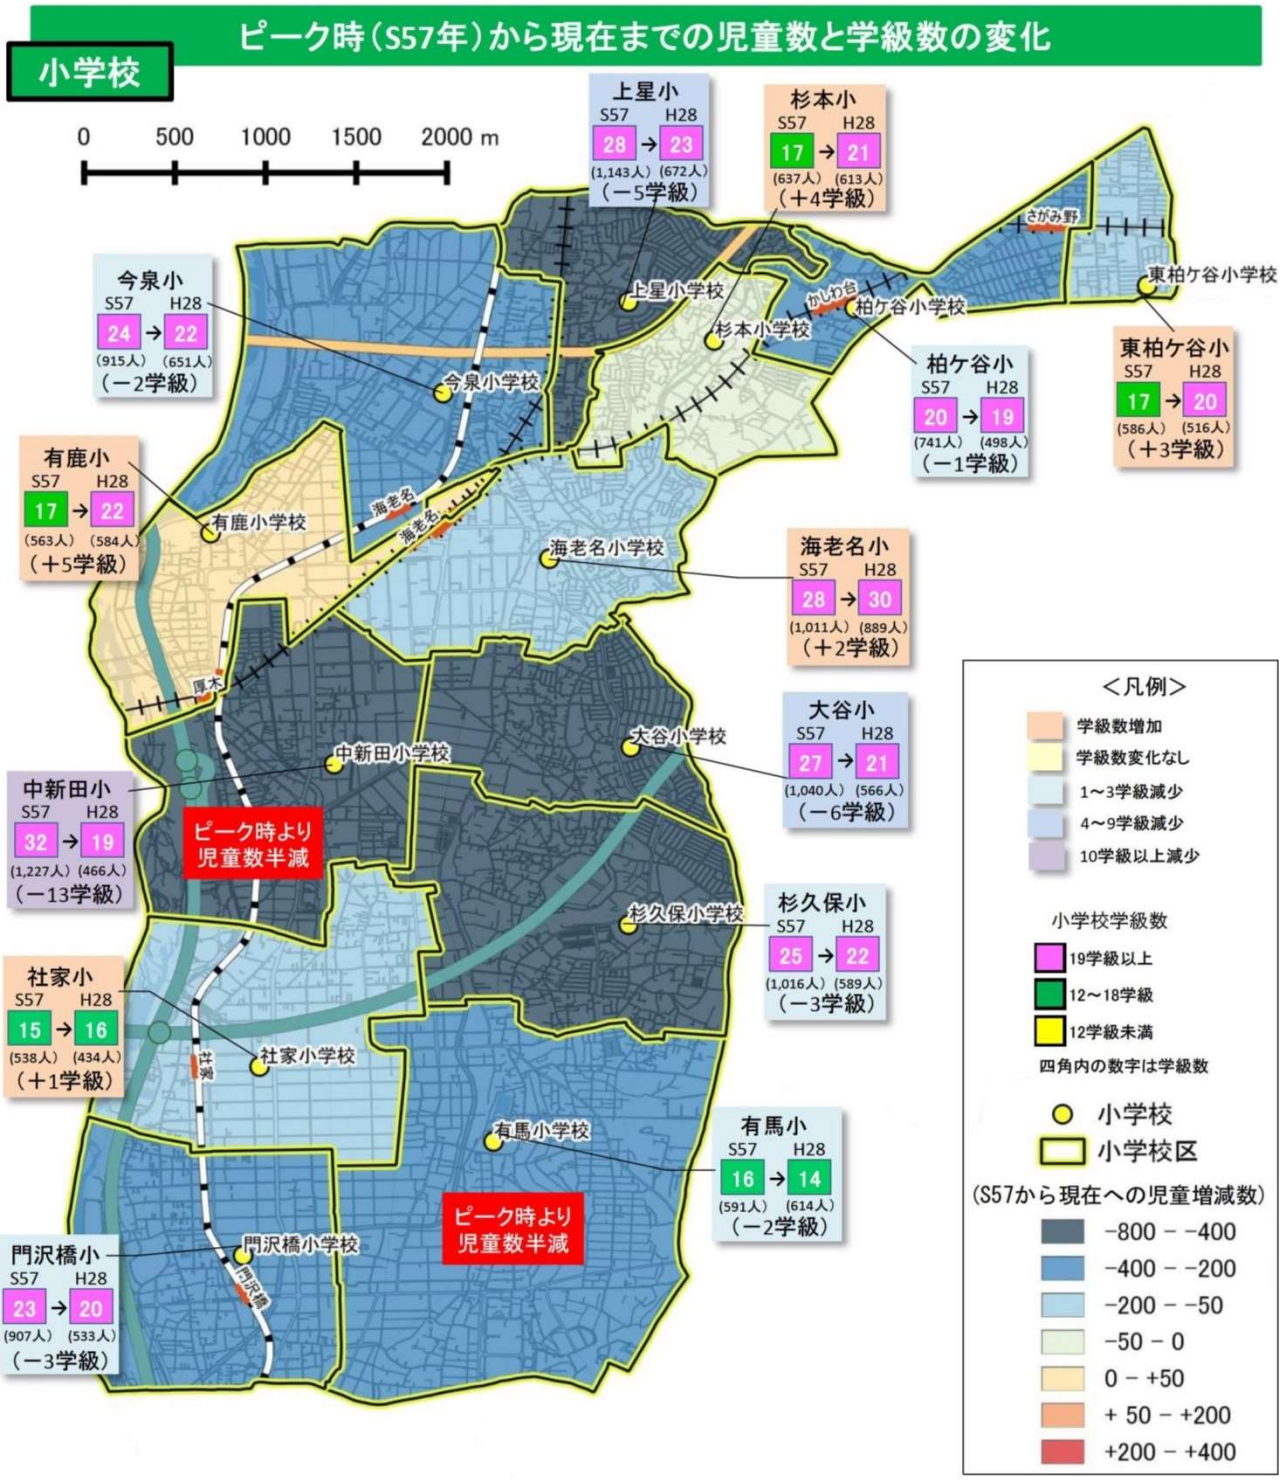 ピーク時（S57年）から現在までの児童数と学級数の変化
小学校
0 500 1000 1500 2000 m
上星小
S57 H28
28 → 23
(1,143人) (672人)
(－5学級)
杉本小
S57 H28
17 → 21
(637人) (613人)
(＋4学級)
今泉小
S57 H28
24 → 22
(915人) (651人)
(－2学級)
さがみ野
東柏ケ谷小学校
かしわ台
柏ケ谷小学校
上星小学校
杉本小学校
今泉小学校
東柏ケ谷小
S57 H28
17 → 20
(586人) (516人)
(＋3学級)
柏ケ谷小
S57 H28
20 → 19
(741人) (498人)
(－1学級)
有鹿小
S57 H28
17 → 22
(563人) (584人)
(＋5学級)
有鹿小学校
海老名
海老名
海老名小学校
海老名小
S57 H28
28 → 30
(1,011人) (889人)
(＋2学級)
厚木
大谷小
S57 H28
27 → 21
(1,040人) (566人)
(－6学級)
大谷小学校
中新田小学校
中新田小
S57 H28
32 → 19
(1,227人) (466人)
(－13学級)
ピーク時より
児童数半減
杉久保小学校
杉久保小
S57 H28
25 → 22
(1,016人) (589人)
(－3学級)
社家小
S57 H28
15 → 16
(538人) (434人)
(＋1学級)
社家
社家小学校
有馬小学校
有馬小
S57 H28
16 → 14
(591人) (614人)
(－2学級)
ピーク時より
児童数半減
門沢橋小
S57 H28
23 → 20
(907人) (533人)
(－3学級)
門沢橋小学校
門沢橋
＜凡例＞
学級数増加
学級数変化なし
1～3学級減少
4～9学級減少
10学級以上減少
小学校学級数
19学級以上
12～18学級
12学級未満
四角内の数字は学級数
小学校
小学校区
(S57から現在への児童増減数)
-800 - -400
-400 - -200
-200 - -50
-50 - 0
0 - +50
+ 50 - +200
+200 - +400